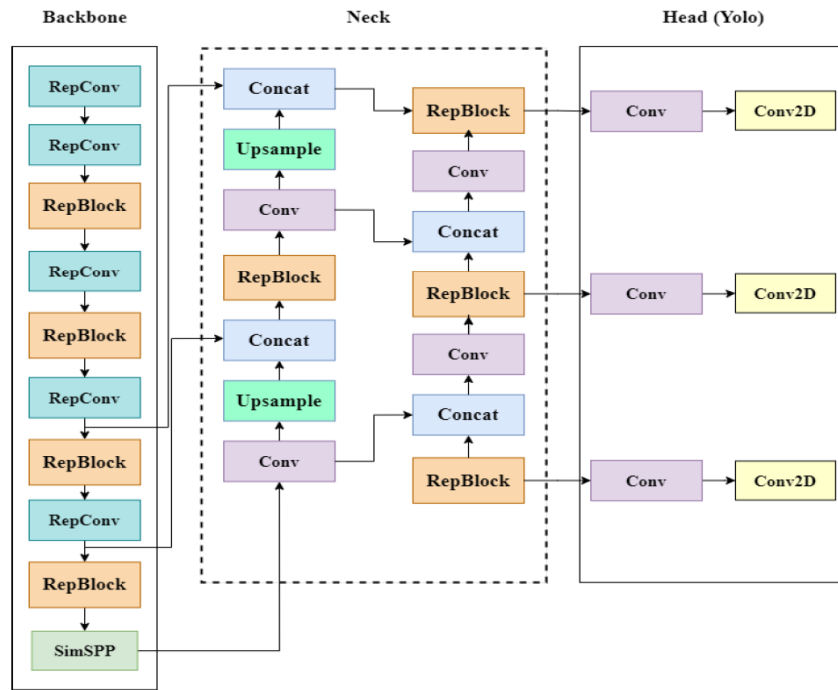 Backbone
Neck
Head (Yolo)
RepConv
RepConv
RepBlock
RepConv
RepBlock
RepConv
RepBlock
RepConv
RepBlock
SimSPP
Concat
Upsample
Conv
RepBlock
Concat
Upsample
Conv
RepBlock
Conv
Concat
RepBlock
Conv
Concat
RepBlock
Conv
Conv2D
Conv
Conv2D
Conv
Conv2D